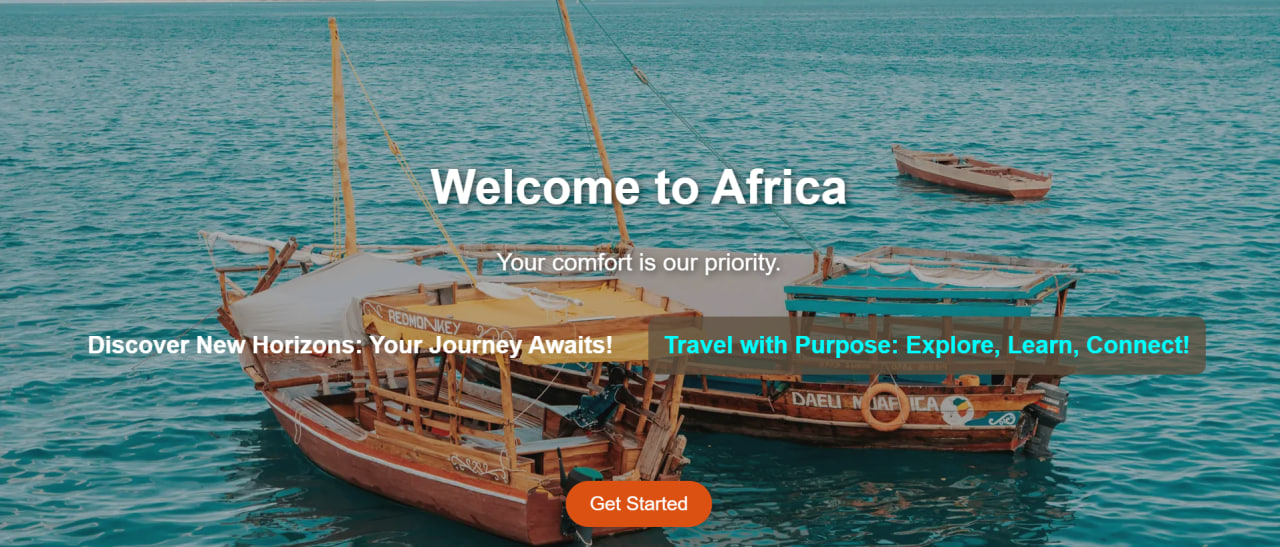 Welcome to Africa
Your comfort is our priority.
REDMONKEY
Discover New Horizons: Your Journey Awaits!
Travel with Purpose: Explore, Learn, Connect!
DAELI MUAFRICA
Get Started